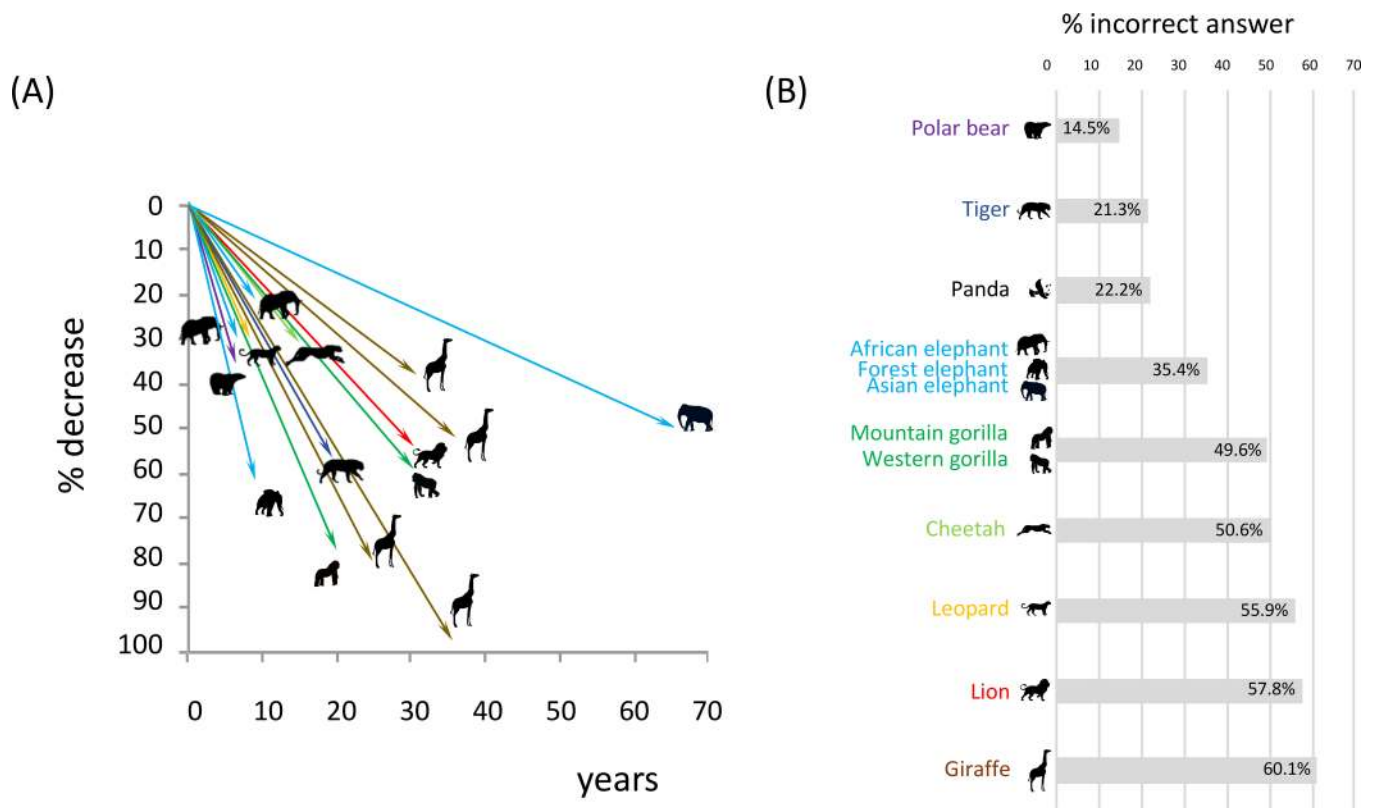 (A)
0
10
20
30
40
50
60
70
80
90
100
% decrease
0 10 20 30 40 50 60 70
years
(B)
% incorrect answer
0 10 20 30 40 50 60 70
Polar bear 14.5%
Tiger 21.3%
Panda 22.2%
African elephant
Forest elephant 35.4%
Asian elephant
Mountain gorilla
Western gorilla 49.6%
Cheetah 50.6%
Leopard 55.9%
Lion 57.8%
Giraffe 60.1%